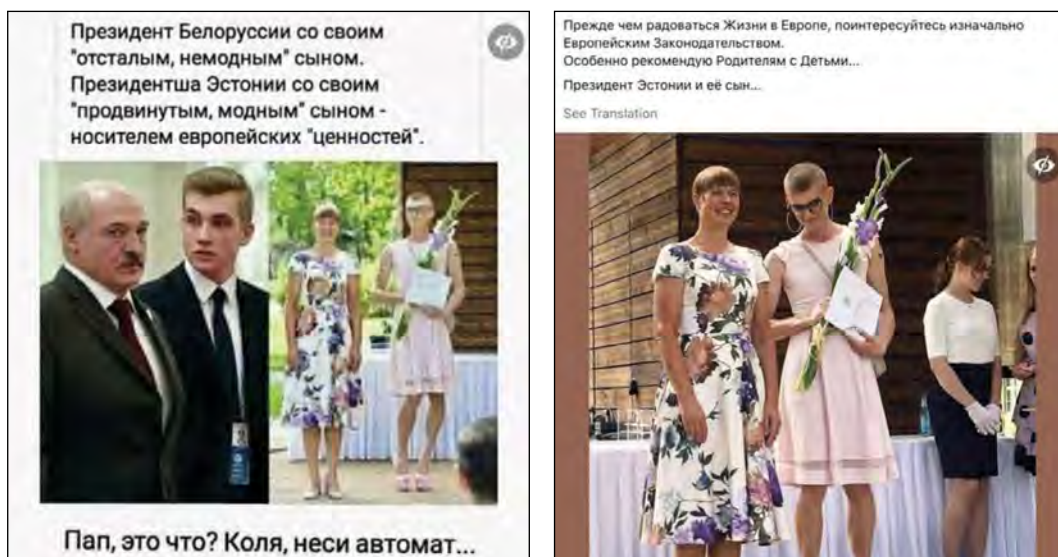 Президент Белоруссии со своим
"отсталым, немодным" сыном.
Президентша Эстонии со своим
"продвинутым, модным" сыном -
носителем европейских "ценностей".
Пап, это что? Коля, неси автомат...
Прежде чем радоваться Жизни в Европе, поинтересуйтесь изначально
Европейским Законодательством.
Особенно рекомендую Родителям с Детьми...
Президент Эстонии и её сын...
See Translation